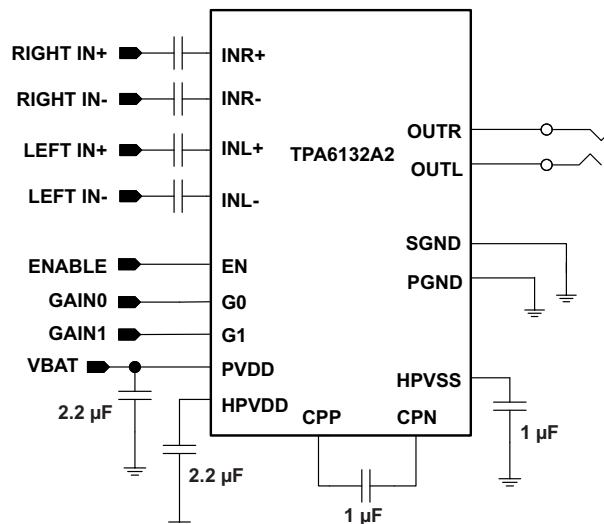 RIGHT IN+
INR+
RIGHT IN-
INR-
LEFT IN+
INL+
LEFT IN-
INL-
TPA6132A2
OUTR
OUTL
SGND
PGND
ENABLE
EN
GAIN0
G0
GAIN1
G1
VBAT
PVDD
HPVDD
HPVSS
CPP
CPN
2.2 µF
2.2 µF
1 µF
1 µF